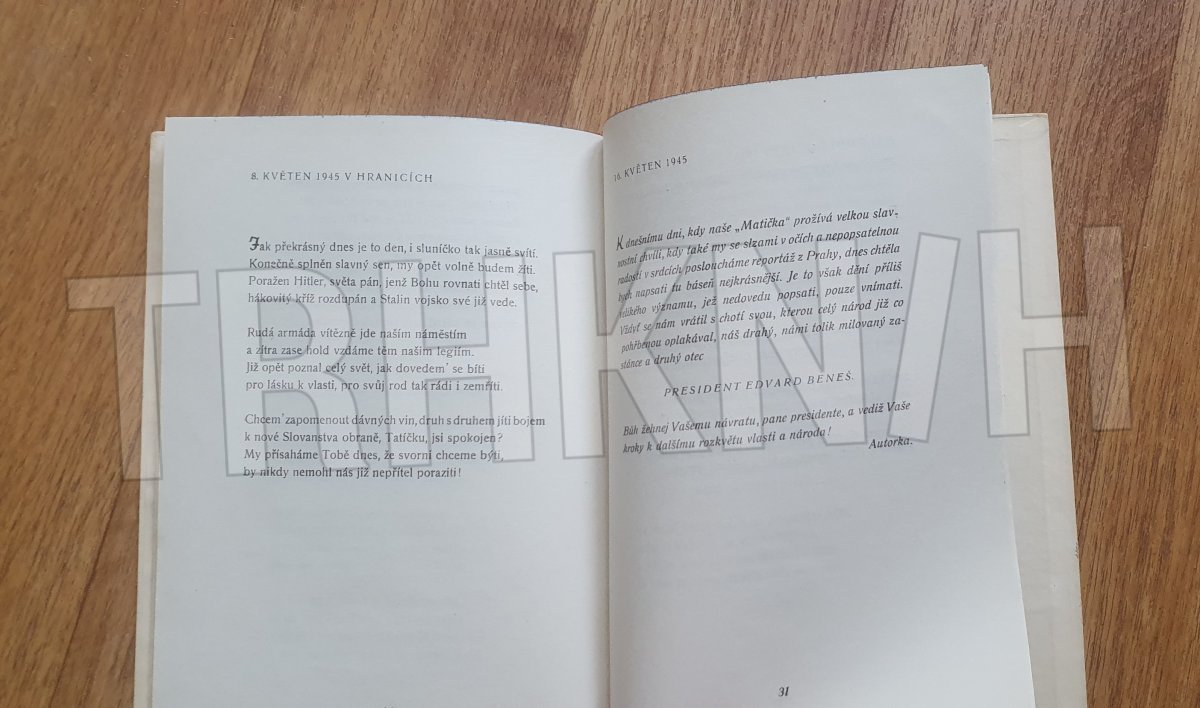 8. KVĚTEN 1945 V HRANICÍCH
Jak překrásný dnes je to den, i sluníčko tak jasně svítí.
Konečně splněn slavný sen, my opět volně budem žíti.
Poražen Hitler, světa pán, jenž Bohu rovnati chtěl sebe,
hákovitý kříž rozdupán a Stalin vojsko své již vede.
Rudá armáda vítězně jde naším náměstím
a zítra zase hold vzdáme těm našim legiím.
Již opět poznal celý svět, jak dovedem' se bíti
pro lásku k vlasti, pro svůj rod tak rádi i zemříti.
Chcem' zapomenout dávných vin, druh s druhem jíti bojem
k nové Slovanstva obraně, Tatíčku, jsi spokojen?
My přísaháme Tobě dnes, že svorni chceme býti,
by nikdy nemohl nás již nepřítel poraziti!
16. KVĚTEN 1945
K dnešnímu dni, kdy naše „Matička" prožívá velkou slav-
nostní chvíli, kdy také my se slzami v očích a nepopsatelnou
radostí v srdcích posloucháme reportáž z Prahy, dnes chtěla
bych napsati tu báseň nejkrásnější. Je to však dění příliš
velikého významu, jež nedovedu popsati, pouze vnímati.
Vždyť se nám vrátil s chotí svou, kterou celý národ již co
pohřbenou oplakával, náš drahý, námi tolik milovaný za-
stánce a druhý otec
PRESIDENT EDVARD BENEŠ.
Bůh žehnej Vašemu návratu, pane presidente, a vediž Vaše
kroky k dalšímu rozkvětu vlasti a národa!
Autorka.
31
TRHKNIH